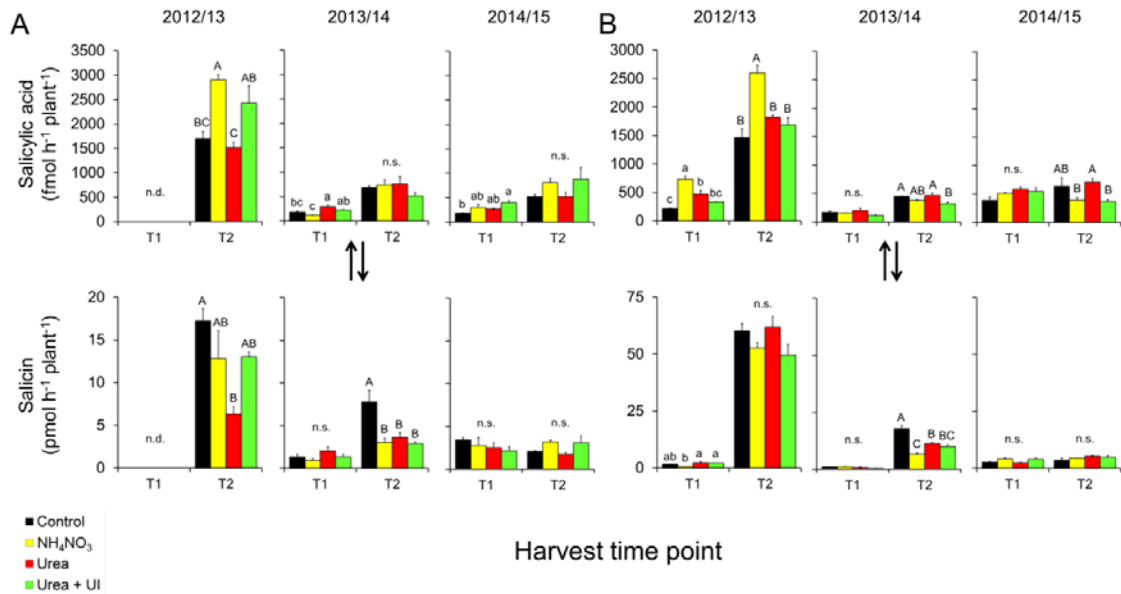 A
2012/13
2013/14
2014/15
B
2012/13
2013/14
2014/15
Salicylic acid
(fmol h⁻¹ plant⁻¹)
3500
3000
2500
2000
1500
1000
500
0
n.d.
BC
A
C
AB
T1
T2
bc
c
a
ab
n.s.
T1
T2
b
ab
ab
a
n.s.
T1
T2
3000
2500
2000
1500
1000
500
0
c
a
b
bc
B
A
B
B
T1
T2
n.s.
A
AB
A
B
T1
T2
n.s.
AB
B
A
B
T1
T2
Salicin
(pmol h⁻¹ plant⁻¹)
20
15
10
5
0
n.d.
A
AB
B
AB
T1
T2
n.s.
A
B
B
B
T1
T2
n.s.
n.s.
T1
T2
75
50
25
0
ab
b
a
a
n.s.
T1
T2
n.s.
A
C
B
BC
T1
T2
n.s.
n.s.
T1
T2
Control
NH₄NO₃
Urea
Urea + UI
Harvest time point